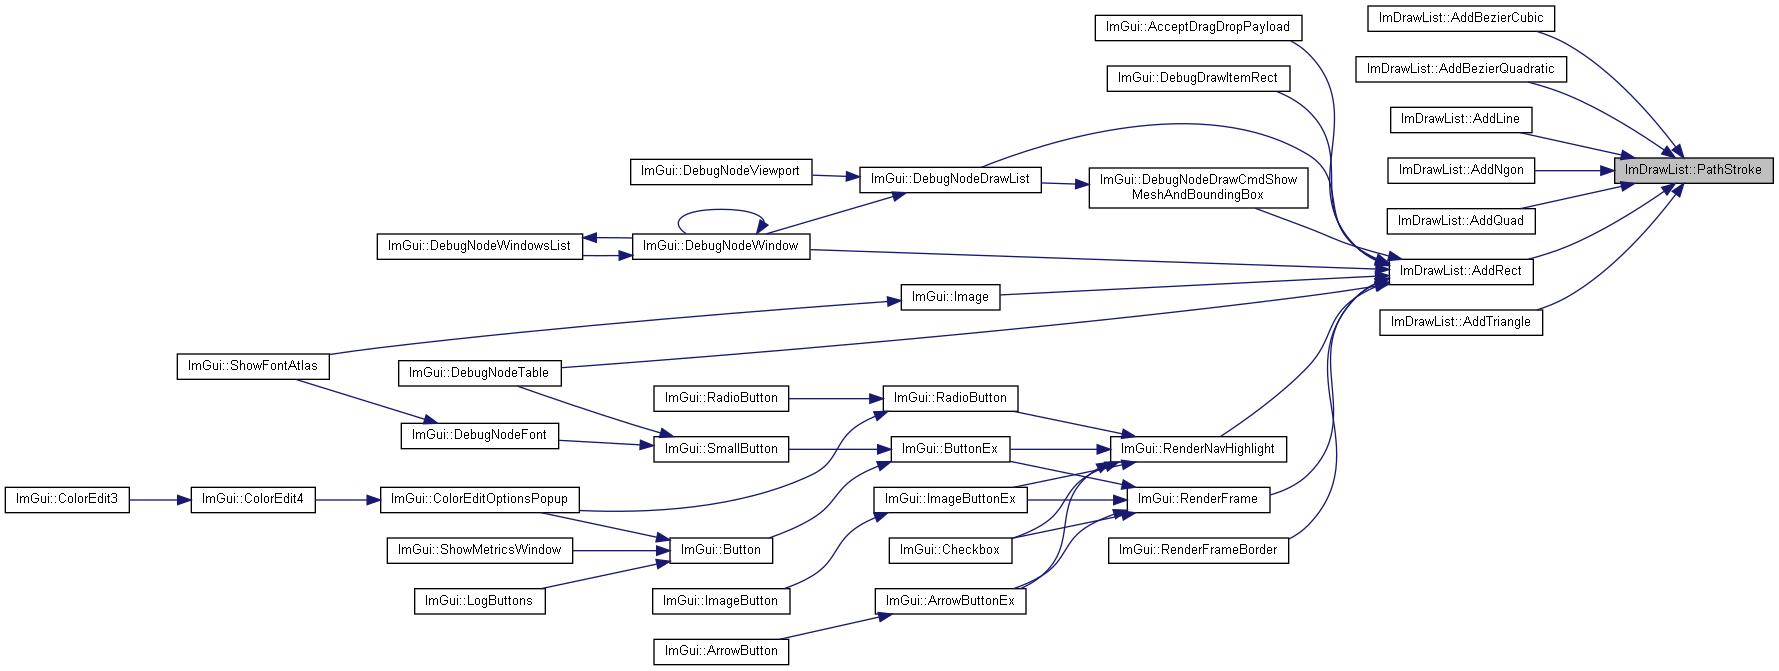 ImDrawList::AddBezierCubic
ImGui::AcceptDragDropPayload
ImDrawList::AddBezierQuadratic
ImGui::DebugDrawItemRect
ImDrawList::AddLine
ImGui::DebugNodeViewport
ImGui::DebugNodeDrawList
ImGui::DebugNodeDrawCmdShow
MeshAndBoundingBox
ImDrawList::AddNgon
ImDrawList::PathStroke
ImDrawList::AddQuad
ImGui::DebugNodeWindowsList
ImGui::DebugNodeWindow
ImDrawList::AddRect
ImGui::Image
ImDrawList::AddTriangle
ImGui::ShowFontAtlas
ImGui::DebugNodeTable
ImGui::RadioButton
ImGui::RadioButton
ImGui::DebugNodeFont
ImGui::SmallButton
ImGui::ButtonEx
ImGui::RenderNavHighlight
ImGui::ColorEdit3
ImGui::ColorEdit4
ImGui::ColorEditOptionsPopup
ImGui::ImageButtonEx
ImGui::RenderFrame
ImGui::ShowMetricsWindow
ImGui::Button
ImGui::Checkbox
ImGui::RenderFrameBorder
ImGui::LogButtons
ImGui::ImageButton
ImGui::ArrowButtonEx
ImGui::ArrowButton